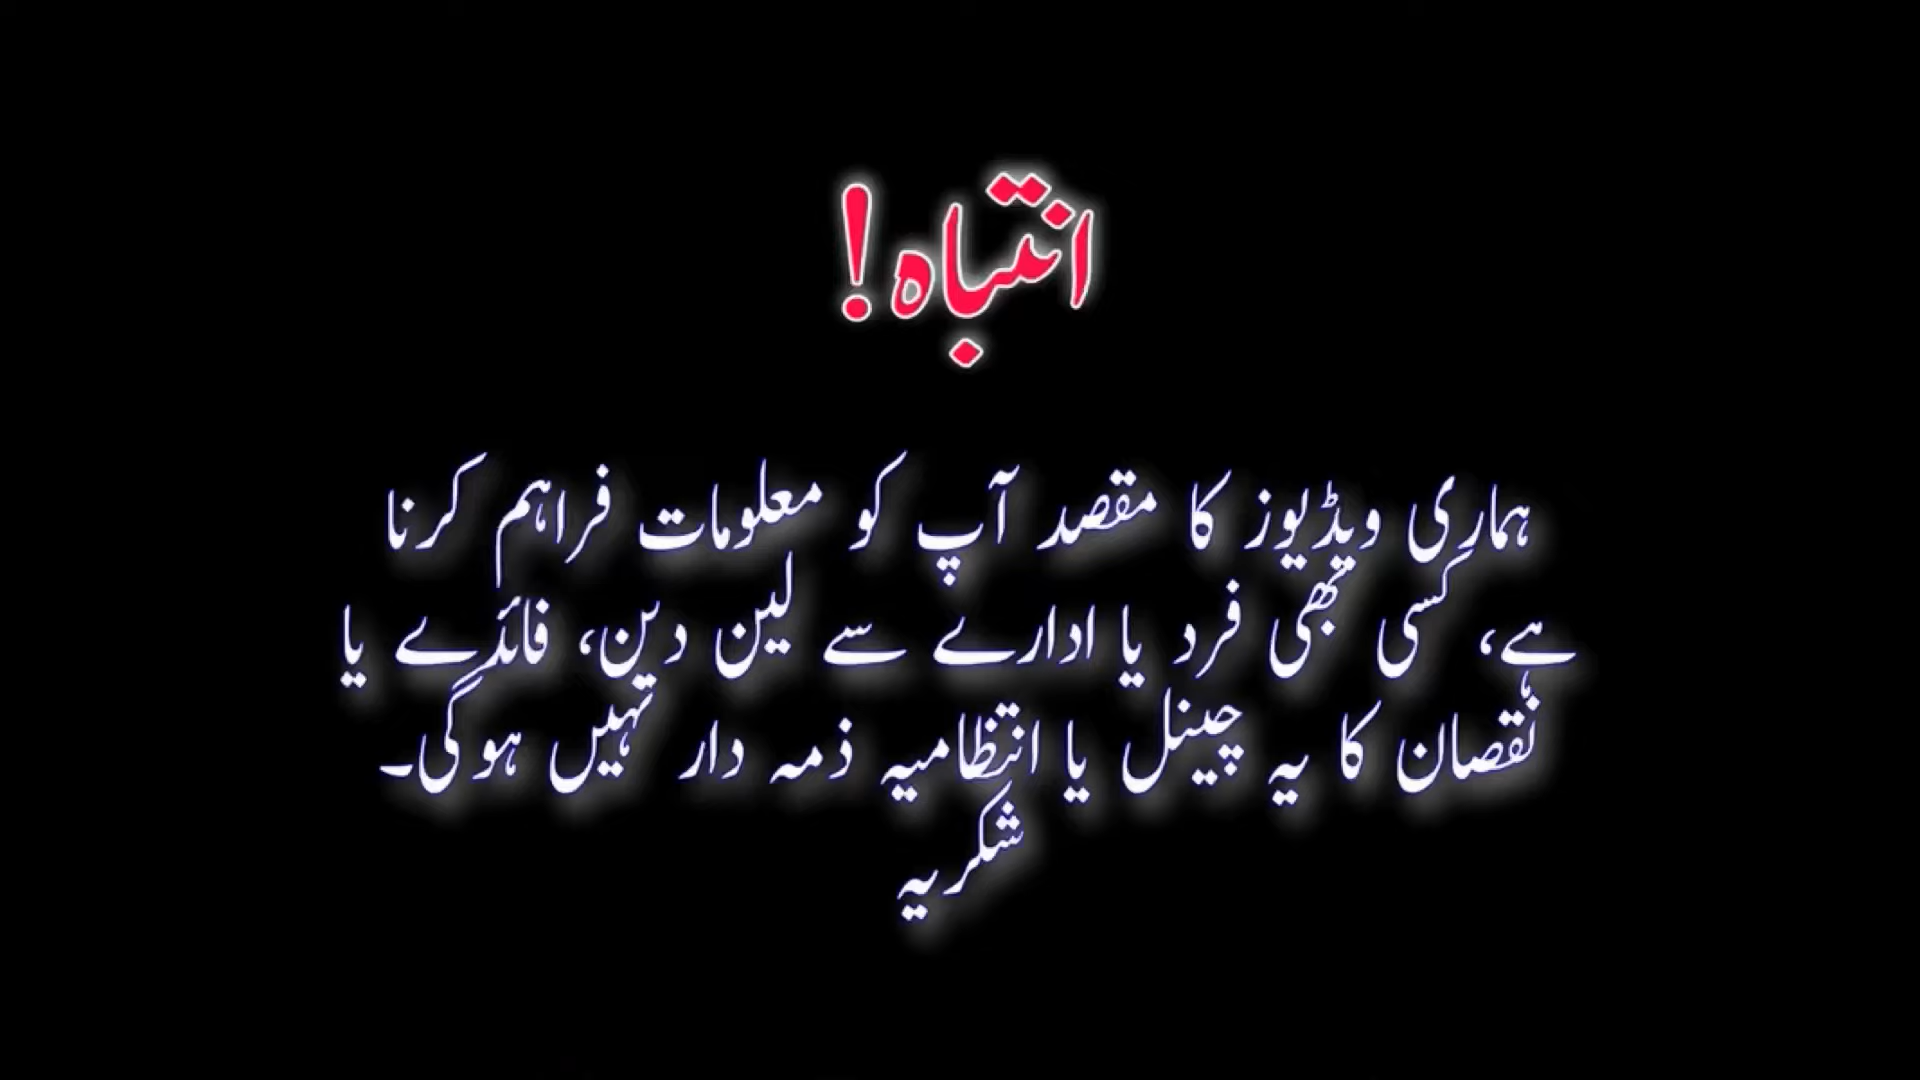 انتباہ!
ہماری ویڈیوز کا مقصد آپ کو معلومات فراہم کرنا
ہے، کسی بھی فرد یا ادارے سے لین دین، فائدے یا
نقصان کا یہ چینل یا انتظامیہ ذمہ دار نہیں ہوگی۔
شکریہ